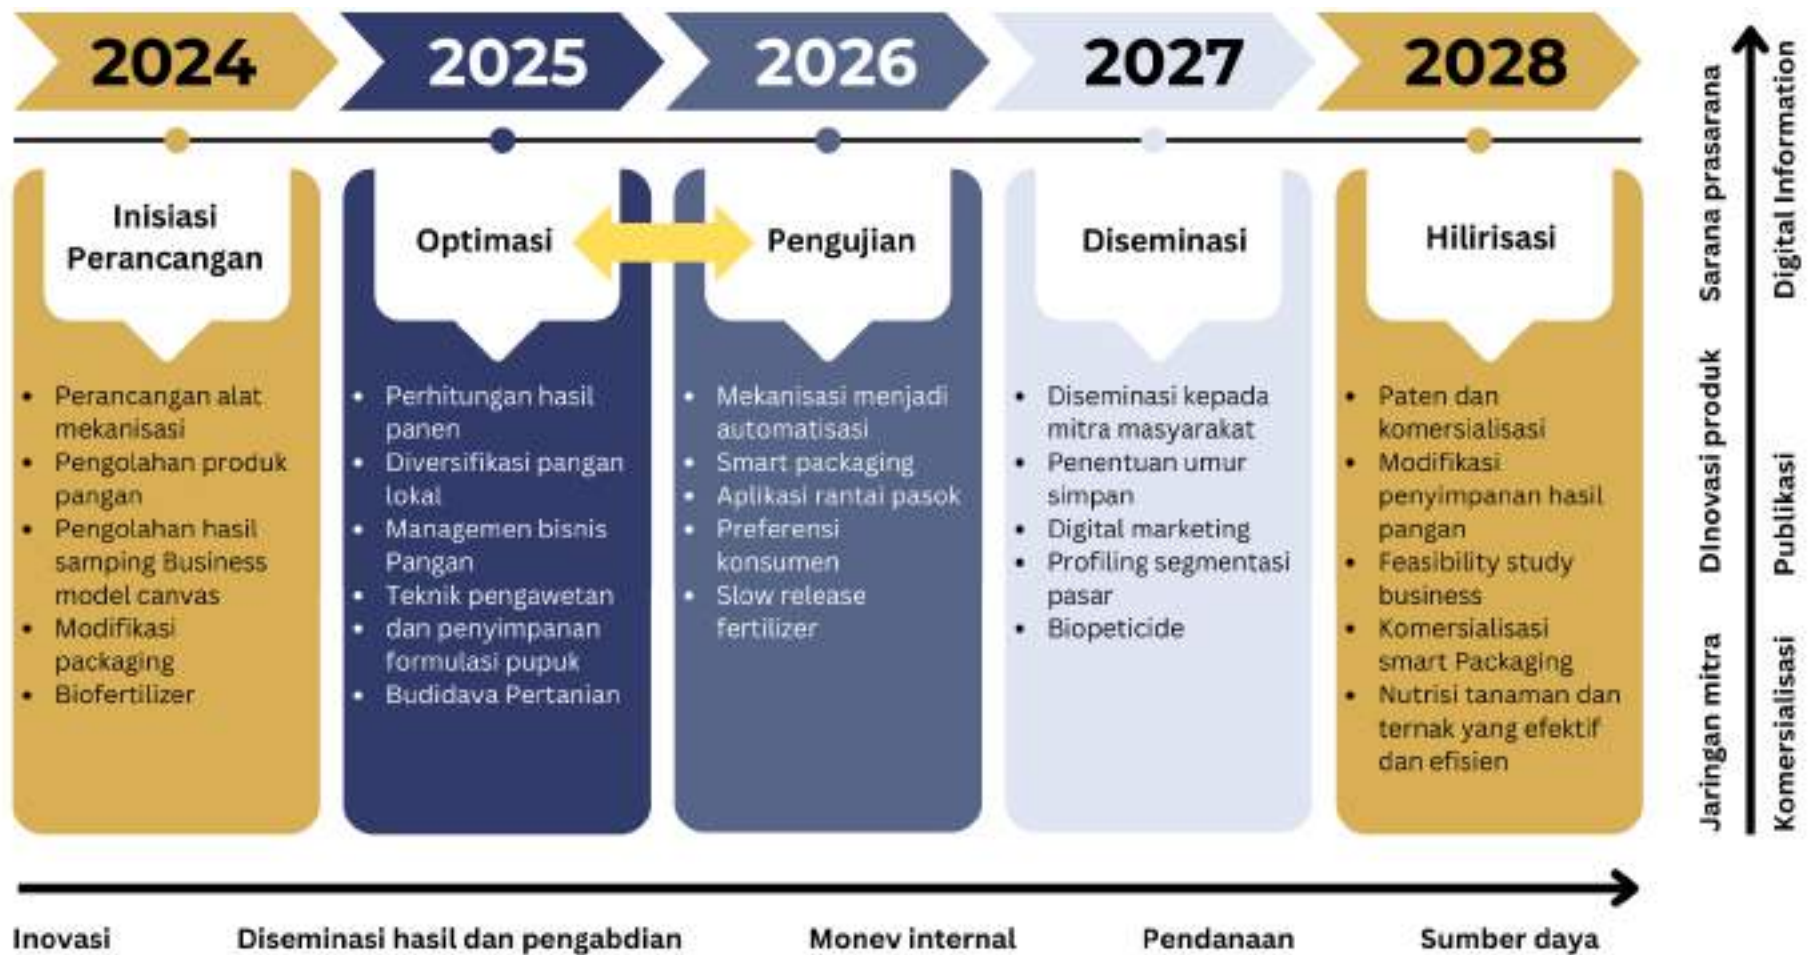 2024
2025
2026
2027
2028
Inisiasi
Perancangan
Optimasi
Pengujian
Diseminasi
Hilirisasi
• Perancangan alat
mekanisasi
• Pengolahan produk
pangan
• Pengolahan hasil
samping Business
model canvas
• Modifikasi
packaging
• Biofertilizer
• Perhitungan hasil
panen
• Diversifikasi pangan
lokal
• Managemen bisnis
Pangan
• Teknik pengawetan
• dan penyimpanan
formulasi pupuk
• Budidava Pertanian
• Mekanisasi menjadi
automatisasi
• Smart packaging
• Aplikasi rantai pasok
• Preferensi
konsumen
• Slow release
fertilizer
• Diseminasi kepada
mitra masyarakat
• Penentuan umur
simpan
• Digital marketing
• Profiling segmentasi
pasar
• Biopeticide
• Paten dan
komersialisasi
• Modifikasi
penyimpanan hasil
pangan
• Feasibility study
business
• Komersialisasi
smart Packaging
• Nutrisi tanaman dan
ternak yang efektif
dan efisien
Jaringan mitra
DInovasi produk
Sarana prasarana
Komersialisasi
Publikasi
Digital Information
Inovasi
Diseminasi hasil dan pengabdian
Monev internal
Pendanaan
Sumber daya